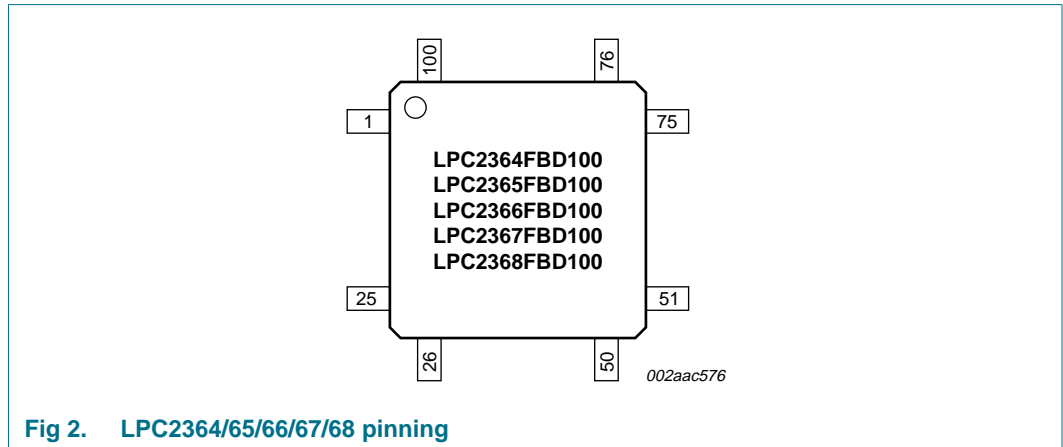 100 76
1 75
LPC2364FBD100
LPC2365FBD100
LPC2366FBD100
LPC2367FBD100
LPC2368FBD100
25 51
26 50
002aac576
Fig 2. LPC2364/65/66/67/68 pinning